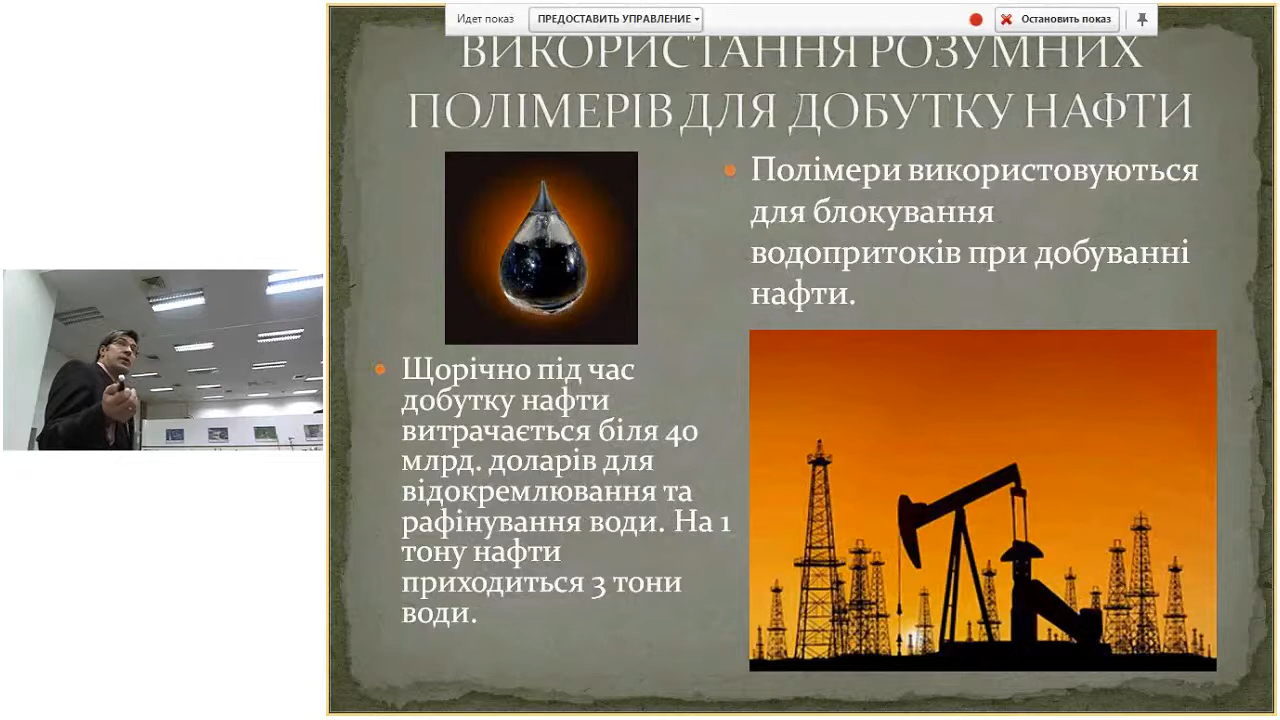 Идет показ
ПРЕДОСТАВИТЬ УПРАВЛЕНИЕ
Остановить показ
ВИКОРИСТАННЯ РОЗУМНИХ
ПОЛІМЕРІВ ДЛЯ ДОБУТКУ НАФТИ
Щорічно під час
добутку нафти
витрачається біля 40
млрд. доларів для
відокремлювання та
рафінування води. На 1
тону нафти
приходиться 3 тони
води.
Полімери використовуються
для блокування
водопритоків при добуванні
нафти.